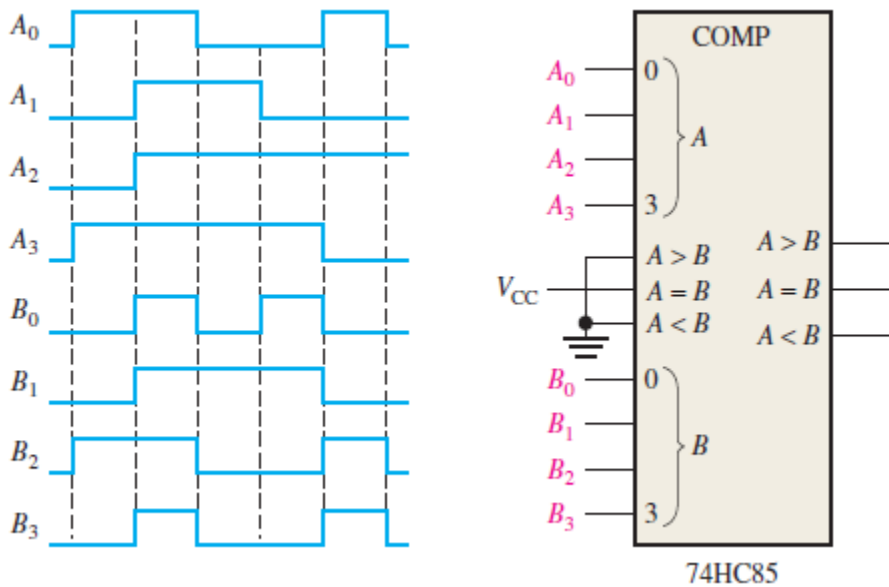 A₀
A₁
A₂
A₃
B₀
B₁
B₂
B₃
COMP
A₀ 0
A₁
A
A₂
A₃ 3
A > B A > B
V_CC A = B A = B
A < B A < B
B₀ 0
B₁
B
B₂
B₃ 3
74HC85